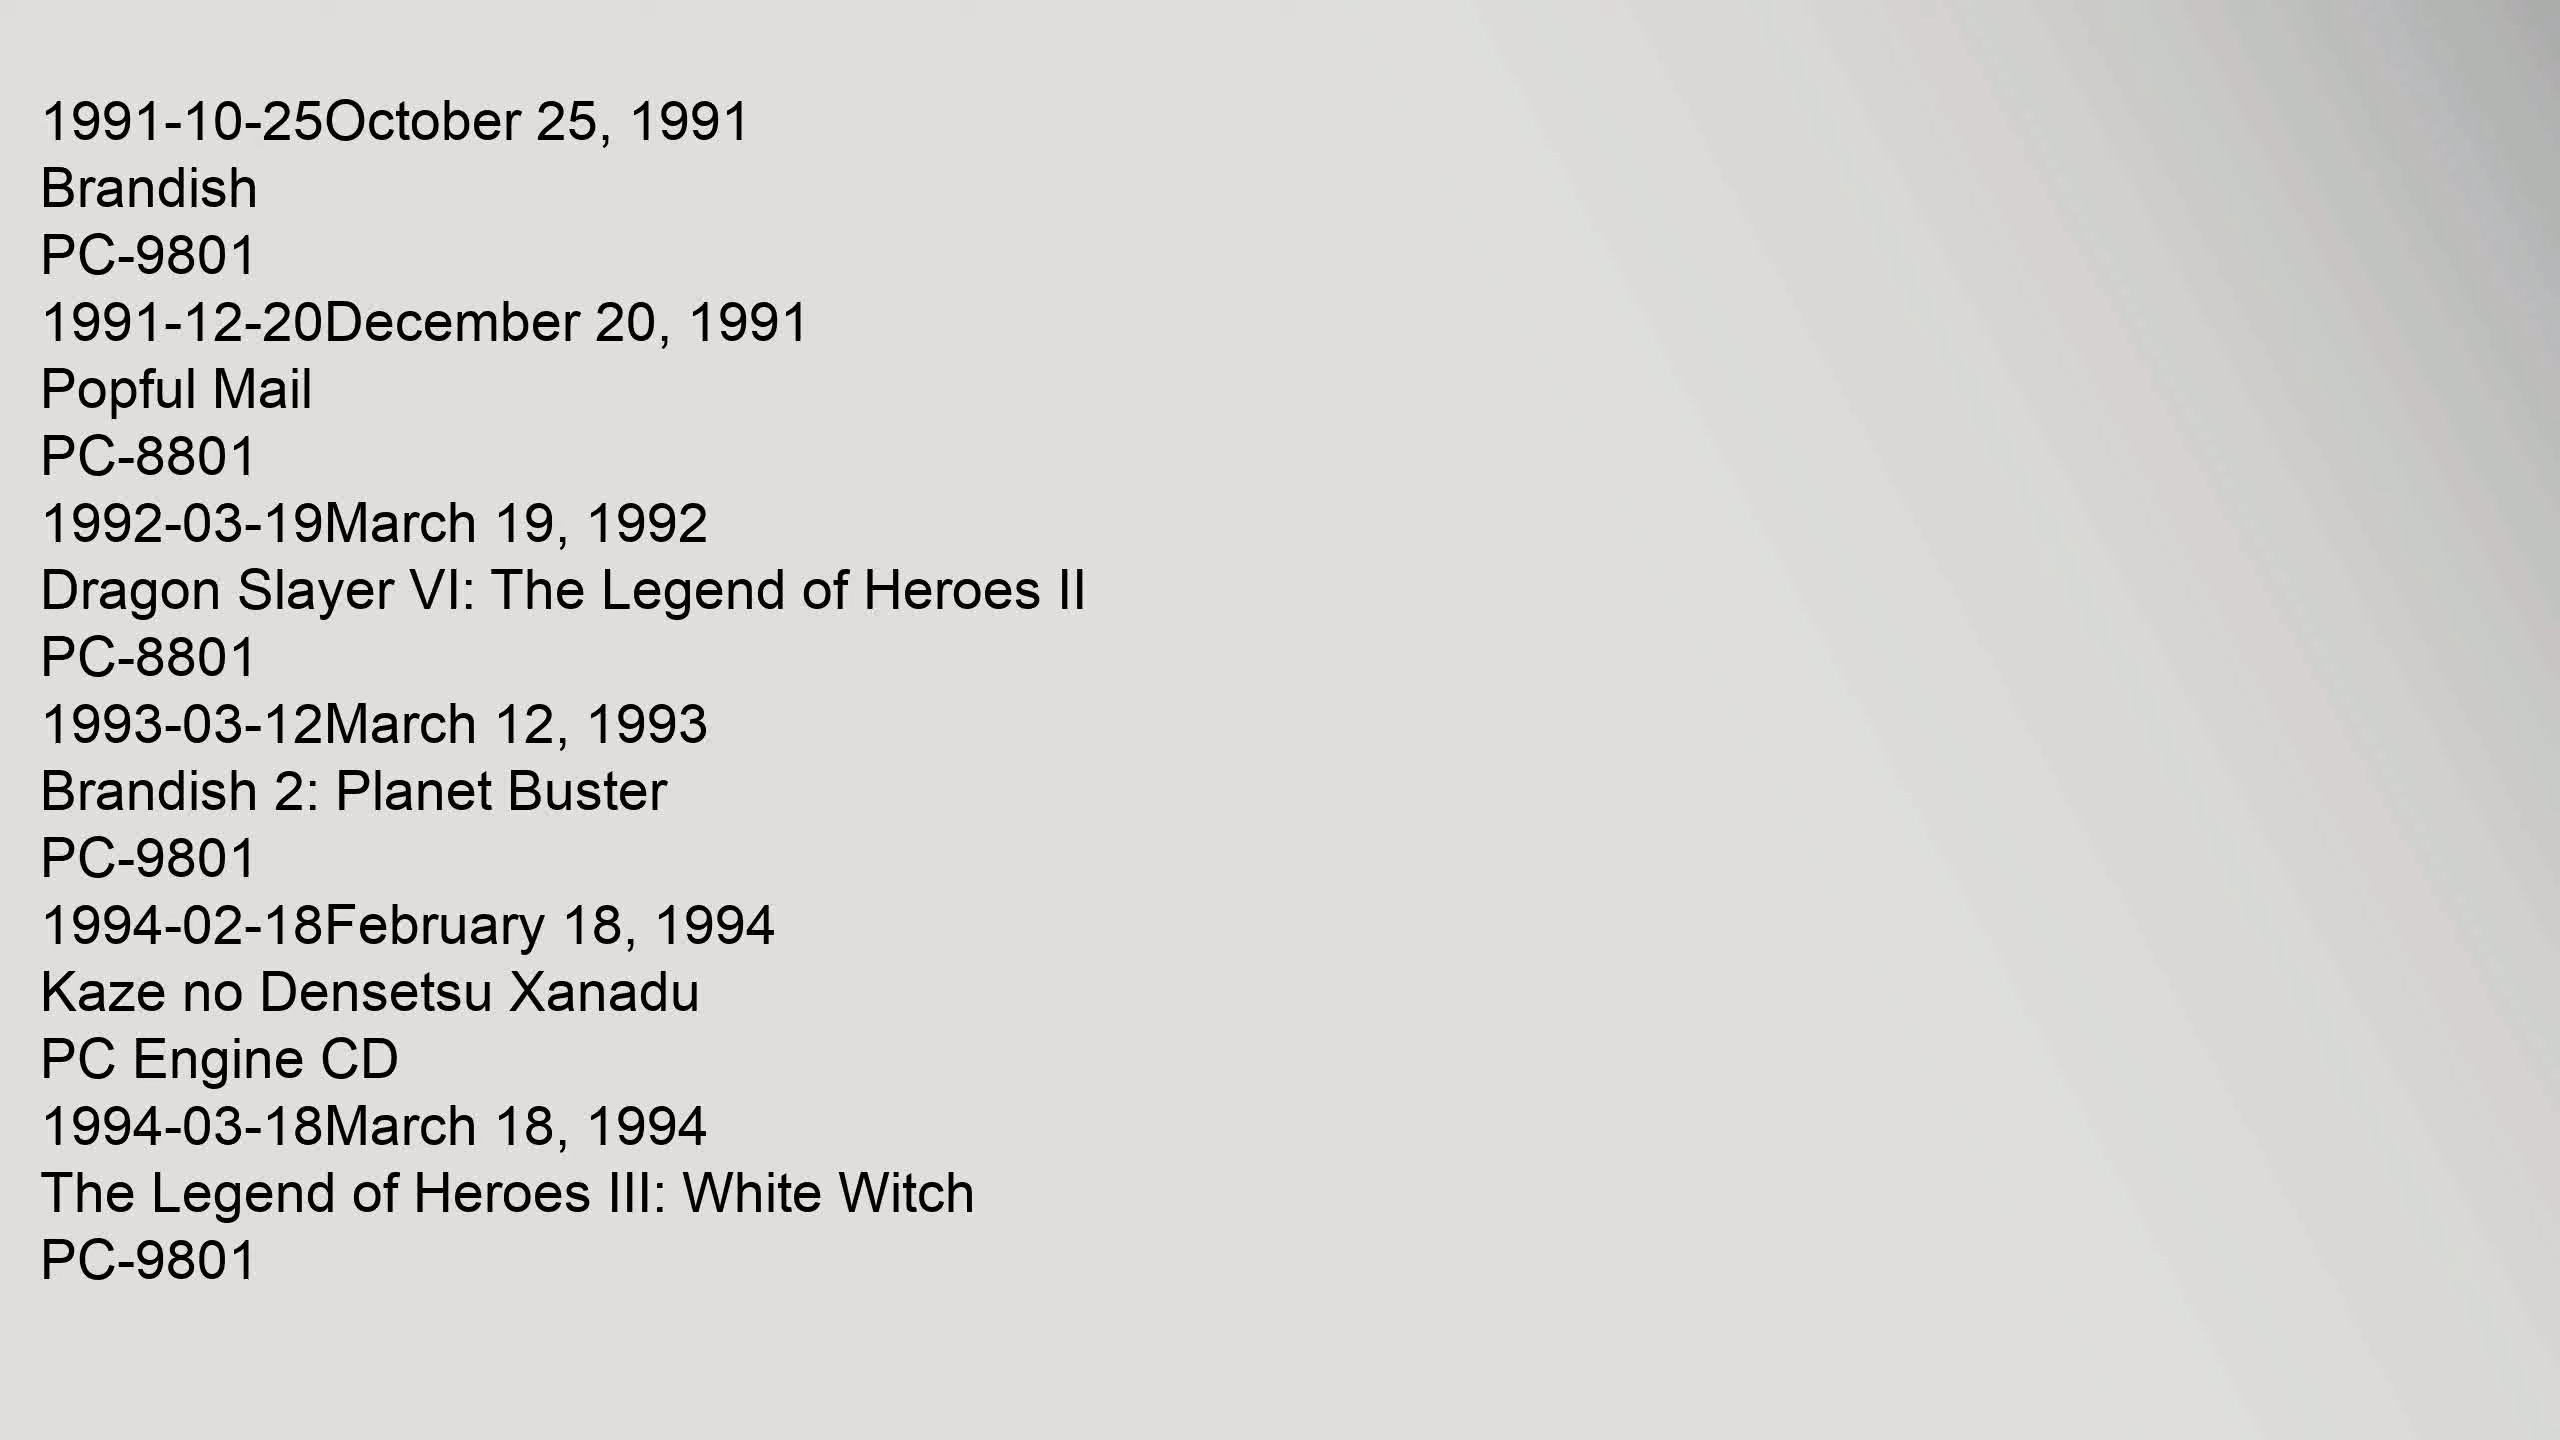 1991-10-25October 25, 1991
Brandish
PC-9801
1991-12-20December 20, 1991
Popful Mail
PC-8801
1992-03-19March 19, 1992
Dragon Slayer VI: The Legend of Heroes II
PC-8801
1993-03-12March 12, 1993
Brandish 2: Planet Buster
PC-9801
1994-02-18February 18, 1994
Kaze no Densetsu Xanadu
PC Engine CD
1994-03-18March 18, 1994
The Legend of Heroes III: White Witch
PC-9801